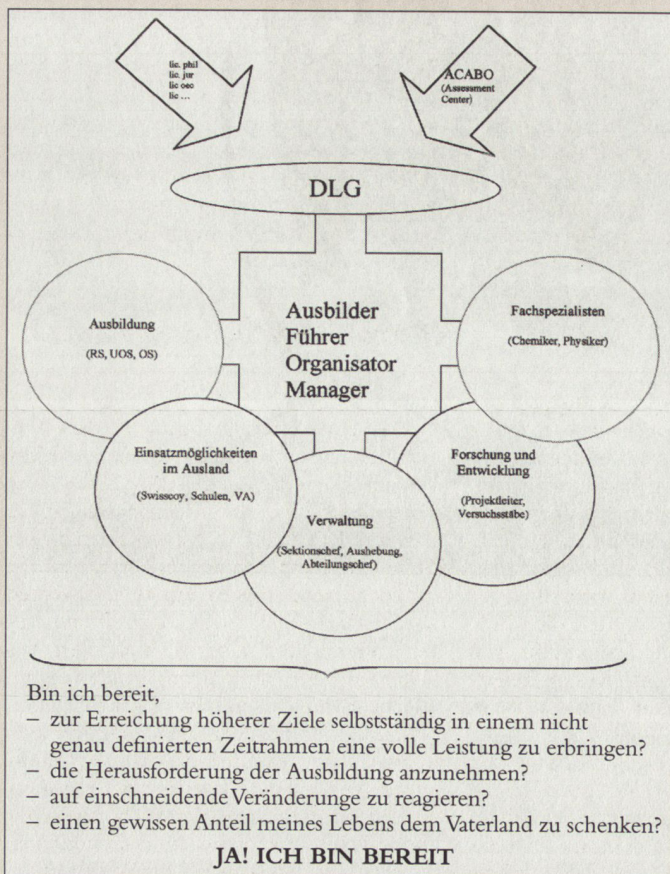 lic. phil
lic. jur
lic oec
lic ...
ACABO
(Assessment
Center)
DLG
Ausbilder
Führer
Organisator
Manager
Ausbildung
(RS, UOS, OS)
Fachspezialisten
(Chemiker, Physiker)
Einsatzmöglichkeiten
im Ausland
(Swisscoy, Schulen, VA)
Forschung und
Entwicklung
(Projektleiter,
Versuchsstäbe)
Verwaltung
(Sektionschef, Aushebung,
Abteilungschef)
Bin ich bereit,
– zur Erreichung höherer Ziele selbstständig in einem nicht
genau definierten Zeitrahmen eine volle Leistung zu erbringen?
– die Herausforderung der Ausbildung anzunehmen?
– auf einschneidende Veränderunge zu reagieren?
– einen gewissen Anteil meines Lebens dem Vaterland zu schenken?
JA! ICH BIN BEREIT